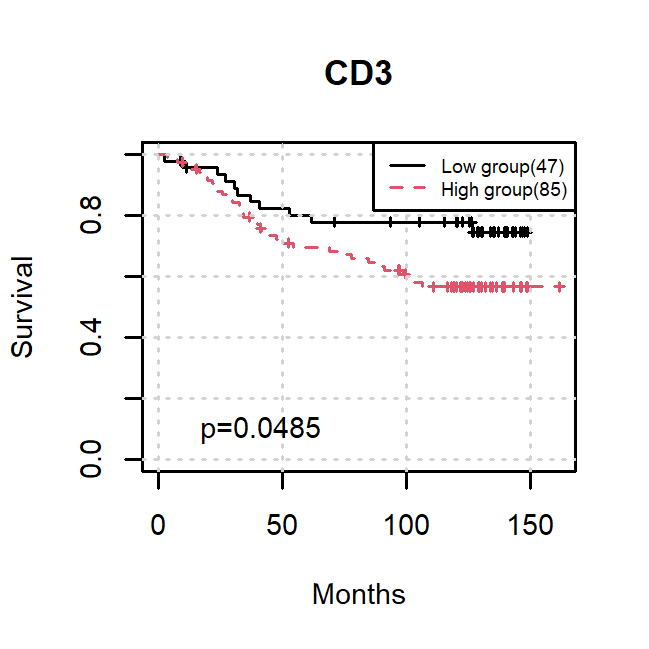 CD3
Low group(47)
High group(85)
Survival
0.8
0.4
0.0
p=0.0485
0 50 100 150
Months